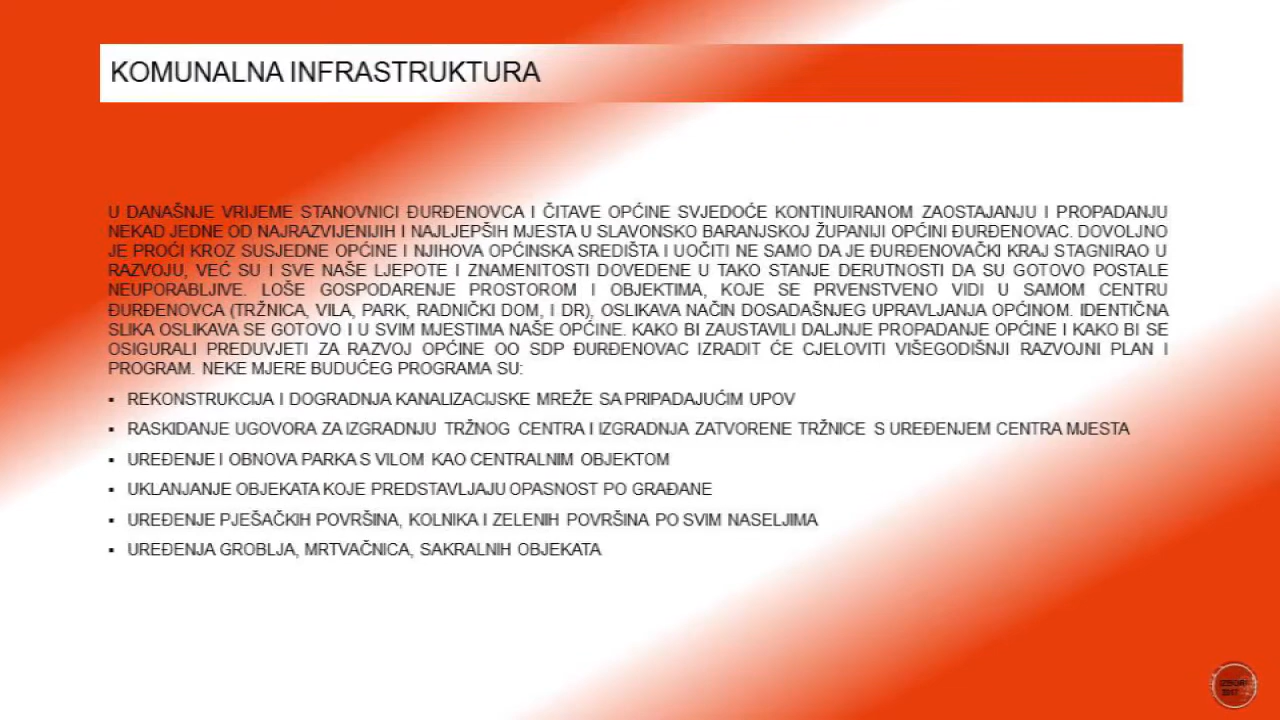 KOMUNALNA INFRASTRUKTURA
U DANAŠNJE VRIJEME STANOVNICI ĐURĐENOVCA I ČITAVE OPĆINE SVJEDOĆE KONTINUIRANOM ZAOSTAJANJU I PROPADANJU
NEKAD JEDNE OD NAJRAZVIJENIJIH I NAJLJEPŠIH MJESTA U SLAVONSKO BARANJSKOJ ŽUPANIJI OPĆINI ĐURĐENOVAC. DOVOLJNO
JE PROĆI KROZ SUSJEDNE OPĆINE I NJIHOVA OPĆINSKA SREDIŠTA I UOČITI NE SAMO DA JE ĐURĐENOVAČKI KRAJ STAGNIRAO U
RAZVOJU, VEĆ SU I SVE NAŠE LJEPOTE I ZNAMENITOSTI DOVEDENE U TAKO STANJE DERUTNOSTI DA SU GOTOVO POSTALE
NEUPORABLJIVE. LOŠE GOSPODARENJE PROSTOROM I OBJEKTIMA, KOJE SE PRVENSTVENO VIDI U SAMOM CENTRU
ĐURĐENOVCA (TRŽNICA, VILA, PARK, RADNIČKI DOM, I DR), OSLIKAVA NAČIN DOSADAŠNJEG UPRAVLJANJA OPĆINOM. IDENTIČNA
SLIKA OSLIKAVA SE GOTOVO I U SVIM MJESTIMA NAŠE OPĆINE. KAKO BI ZAUSTAVILI DALJNJE PROPADANJE OPĆINE I KAKO BI SE
OSIGURALI PREDUVJETI ZA RAZVOJ OPĆINE OO SDP ĐURĐENOVAC IZRADIT ĆE CJELOVITI VIŠEGODIŠNJI RAZVOJNI PLAN I
PROGRAM. NEKE MJERE BUDUĆEG PROGRAMA SU:
▪ REKONSTRUKCIJA I DOGRADNJA KANALIZACIJSKE MREŽE SA PRIPADAJUĆIM UPOV
▪ RASKIDANJE UGOVORA ZA IZGRADNJU TRŽNOG CENTRA I IZGRADNJA ZATVORENE TRŽNICE S UREĐENJEM CENTRA MJESTA
▪ UREĐENJE I OBNOVA PARKA S VILOM KAO CENTRALNIM OBJEKTOM
▪ UKLANJANJE OBJEKATA KOJE PREDSTAVLJAJU OPASNOST PO GRAĐANE
▪ UREĐENJE PJEŠAČKIH POVRŠINA, KOLNIKA I ZELENIH POVRŠINA PO SVIM NASELJIMA
▪ UREĐENJA GROBLJA, MRTVAČNICA, SAKRALNIH OBJEKATA
IZBORI
2017